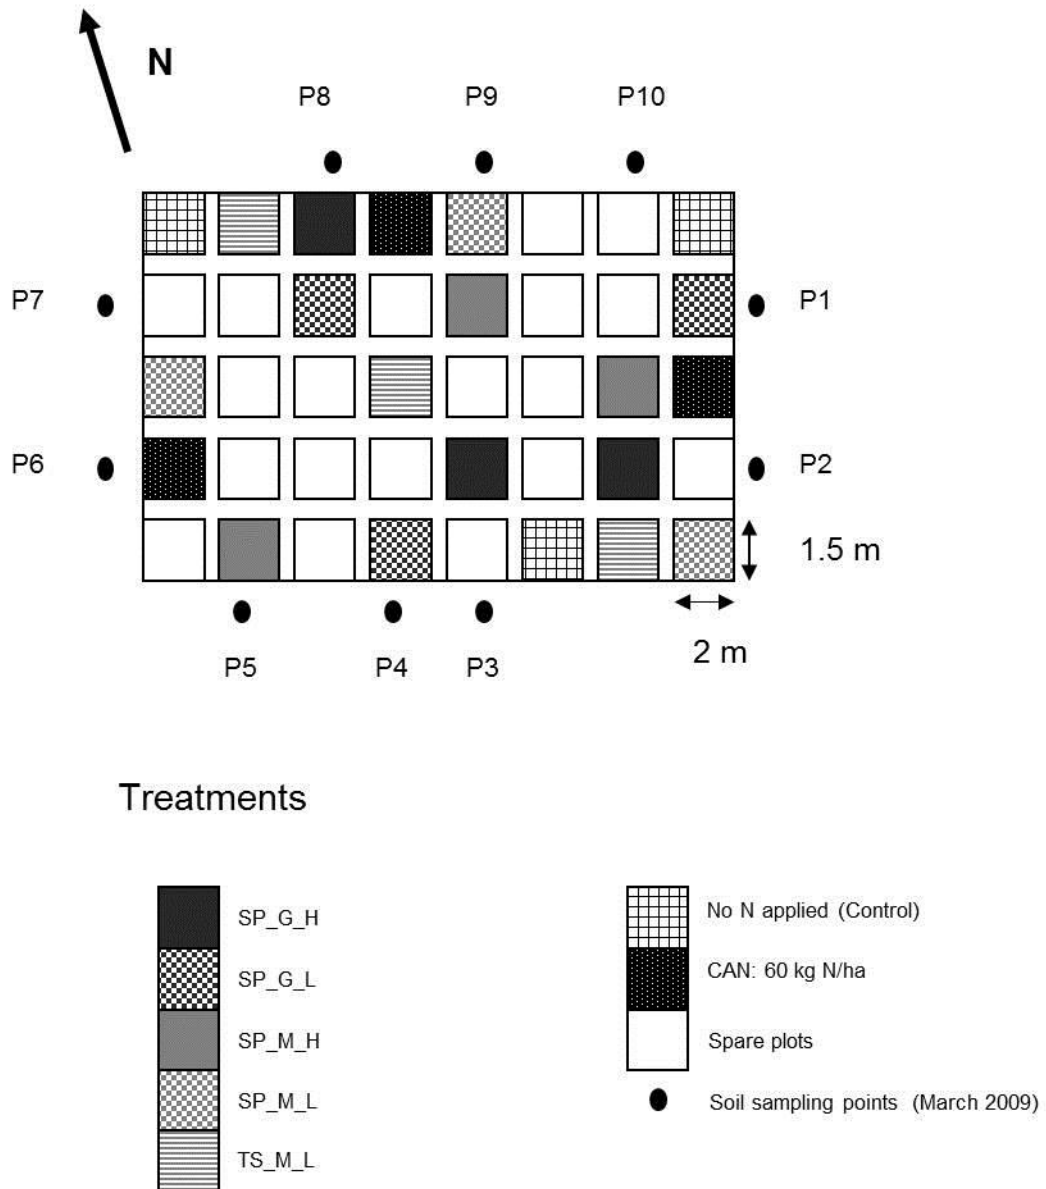 N
P8 P9 P10
P7 P1
P6 P2
1.5 m
P5 P4 P3 2 m
Treatments
SP_G_H
SP_G_L
SP_M_H
SP_M_L
TS_M_L
No N applied (Control)
CAN: 60 kg N/ha
Spare plots
Soil sampling points (March 2009)